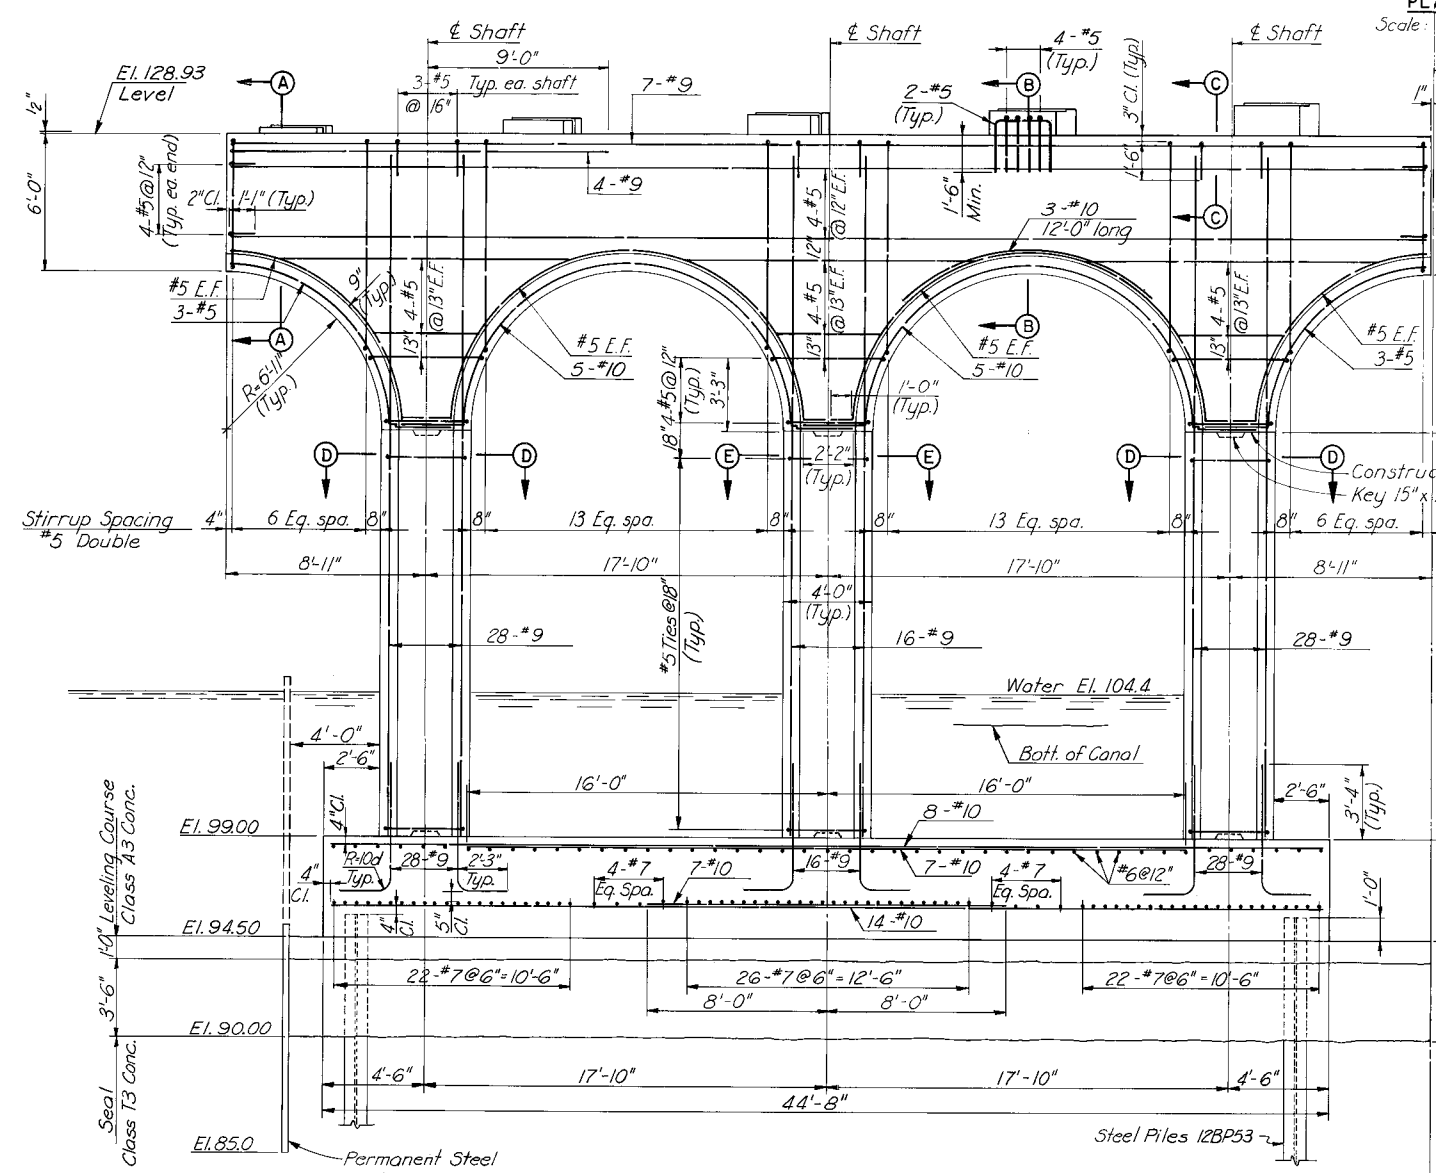 Scale:
℄ Shaft
℄ Shaft
℄ Shaft
9'-0"
4-#5
(Typ.)
El. 128.93
Level
A
3-#5
@ 16"
Typ. ea. shaft
7-#9
2-#5
(Typ.)
B
3" Cl. (Typ.)
C
1"
½"
6'-0"
4-#5@12"
(Typ. ea. end)
2"Cl.
1'-1" (Typ.)
4-#9
1'-6"
Min.
1'-6"
12" 4-#5
@12"E.F.
C
3-#10
12'-0" long
#5 E.F.
3-#5
9"
(Typ.)
13" 4-#5
@13"E.F.
13" 4-#5
@13"E.F.
13" 4-#5
@13"E.F.
A
B
R=6'-11"
(Typ.)
#5 E.F.
5-#10
#5 E.F.
5-#10
#5 E.F.
3-#5
18" 4-#5@12"
(Typ.)
3'-3"
1'-0"
(Typ.)
D
D
E
2'-2"
(Typ.)
E
D
D
Construc
Key 15"x
Stirrup Spacing
#5 Double
4"
6 Eq. spa.
8"
8"
13 Eq. spa.
8"
8"
13 Eq. spa.
8"
8"
6 Eq. spa.
8'-11"
17'-10"
17'-10"
8'-11"
4'-0"
(Typ.)
#5 Ties @18"
(Typ.)
28-#9
16-#9
28-#9
Water El. 104.4
Bott. of Canal
4'-0"
2'-6"
16'-0"
16'-0"
2'-6"
3'-4"
(Typ.)
El. 99.00
4"Cl.
8-#10
R=10d
Typ.
28-#9
2'-3"
Typ.
4-#7
Eq. Spa.
7-#10
16-#9
7-#10
4-#7
Eq. Spa.
#6@12"
28-#9
4"
Cl.
4"
Cl.
5"
Cl.
14-#10
1'-0"
El. 94.50
1'-0" Leveling Course
Class A3 Conc.
22-#7@6"=10'-6"
26-#7@6"=12'-6"
22-#7@6"=10'-6"
8'-0"
8'-0"
3'-6"
El. 90.00
4'-6"
17'-10"
17'-10"
4'-6"
44'-8"
Seal
Class T3 Conc.
El. 85.0
Permanent Steel
Steel Piles 12BP53